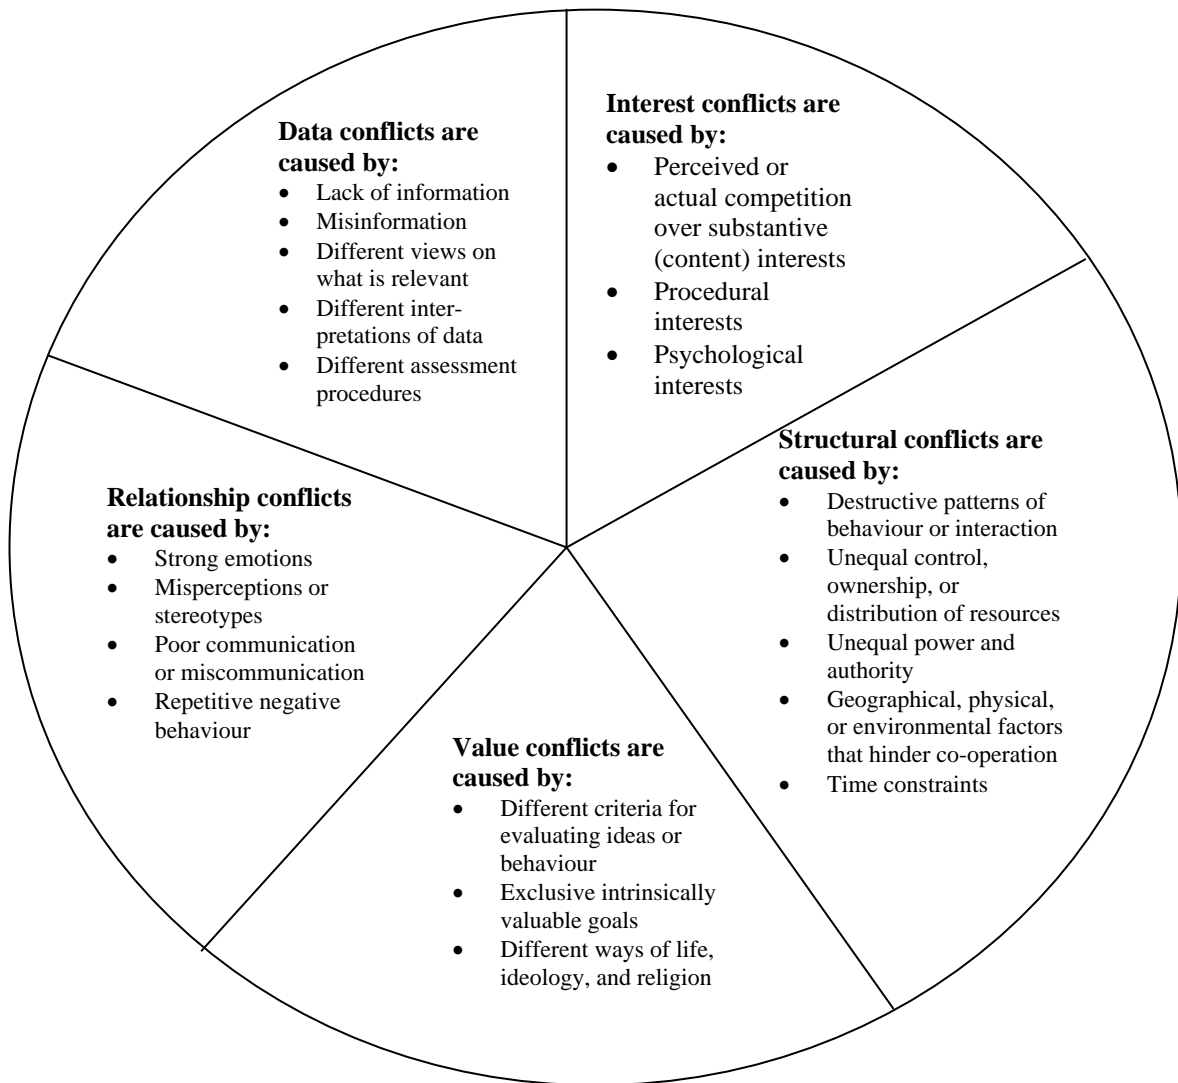 Data conflicts are
caused by:
• Lack of information
• Misinformation
• Different views on
what is relevant
• Different inter-
pretations of data
• Different assessment
procedures
Interest conflicts are
caused by:
• Perceived or
actual competition
over substantive
(content) interests
• Procedural
interests
• Psychological
interests
Structural conflicts are
caused by:
• Destructive patterns of
behaviour or interaction
• Unequal control,
ownership, or
distribution of resources
• Unequal power and
authority
• Geographical, physical,
or environmental factors
that hinder co-operation
• Time constraints
Relationship conflicts
are caused by:
• Strong emotions
• Misperceptions or
stereotypes
• Poor communication
or miscommunication
• Repetitive negative
behaviour
Value conflicts are
caused by:
• Different criteria for
evaluating ideas or
behaviour
• Exclusive intrinsically
valuable goals
• Different ways of life,
ideology, and religion